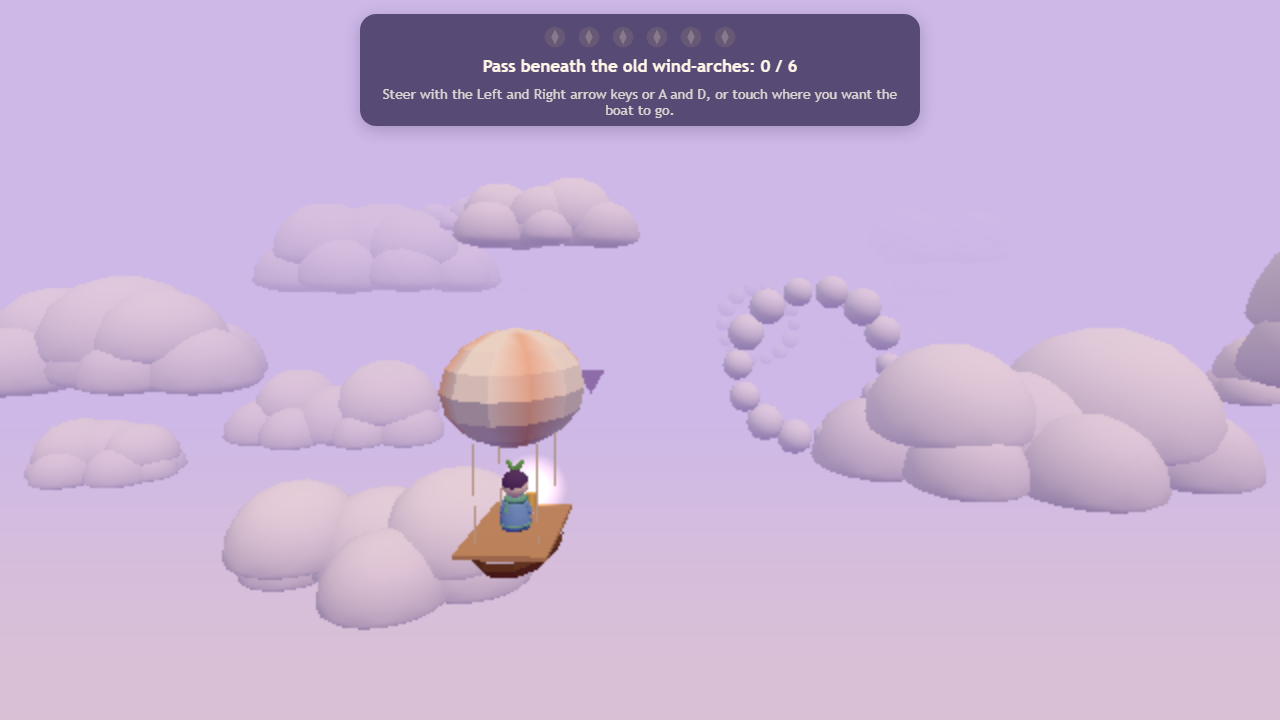 Pass beneath the old wind-arches: 0 / 6
Steer with the Left and Right arrow keys or A and D, or touch where you want the
boat to go.